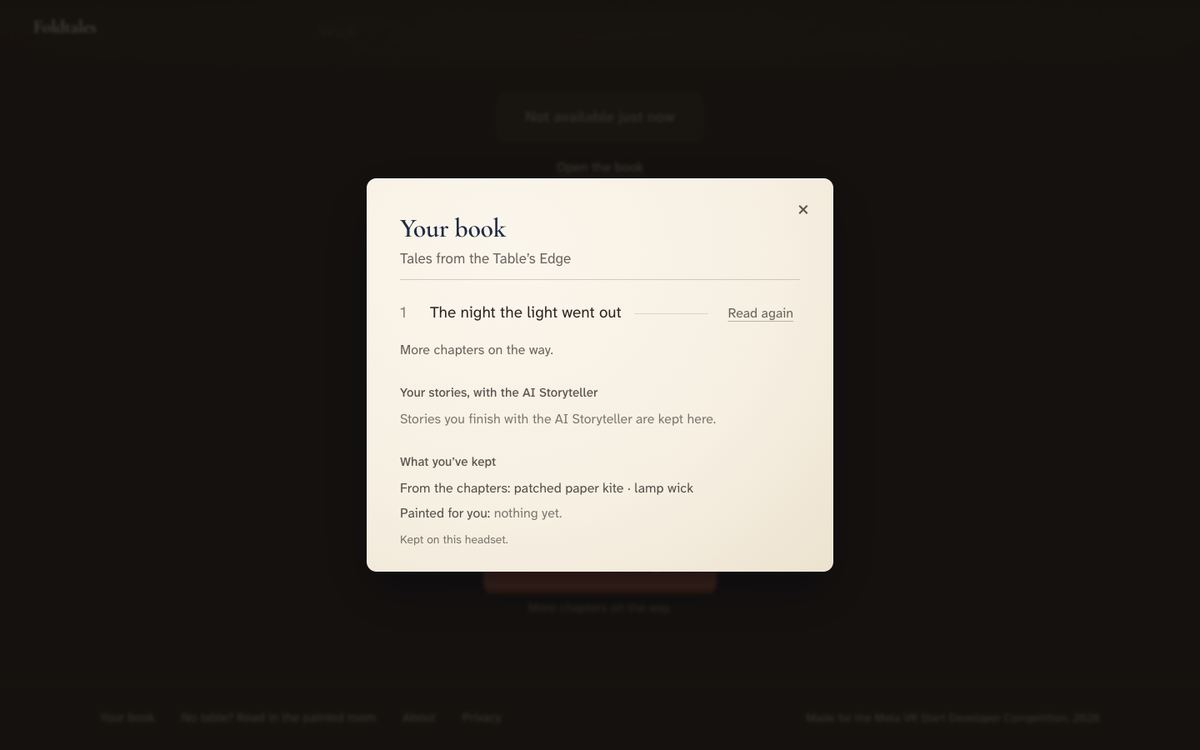 Foldtales
Not available just now
Open the book
Your book
×
Tales from the Table's Edge
1 The night the light went out Read again
More chapters on the way.
Your stories, with the AI Storyteller
Stories you finish with the AI Storyteller are kept here.
What you've kept
From the chapters: patched paper kite · lamp wick
Painted for you: nothing yet.
Kept on this headset.
More chapters on the way.
Your book No table? Read in the painted room About Privacy Made for the Meta VR Start Developer Competition, 2026.